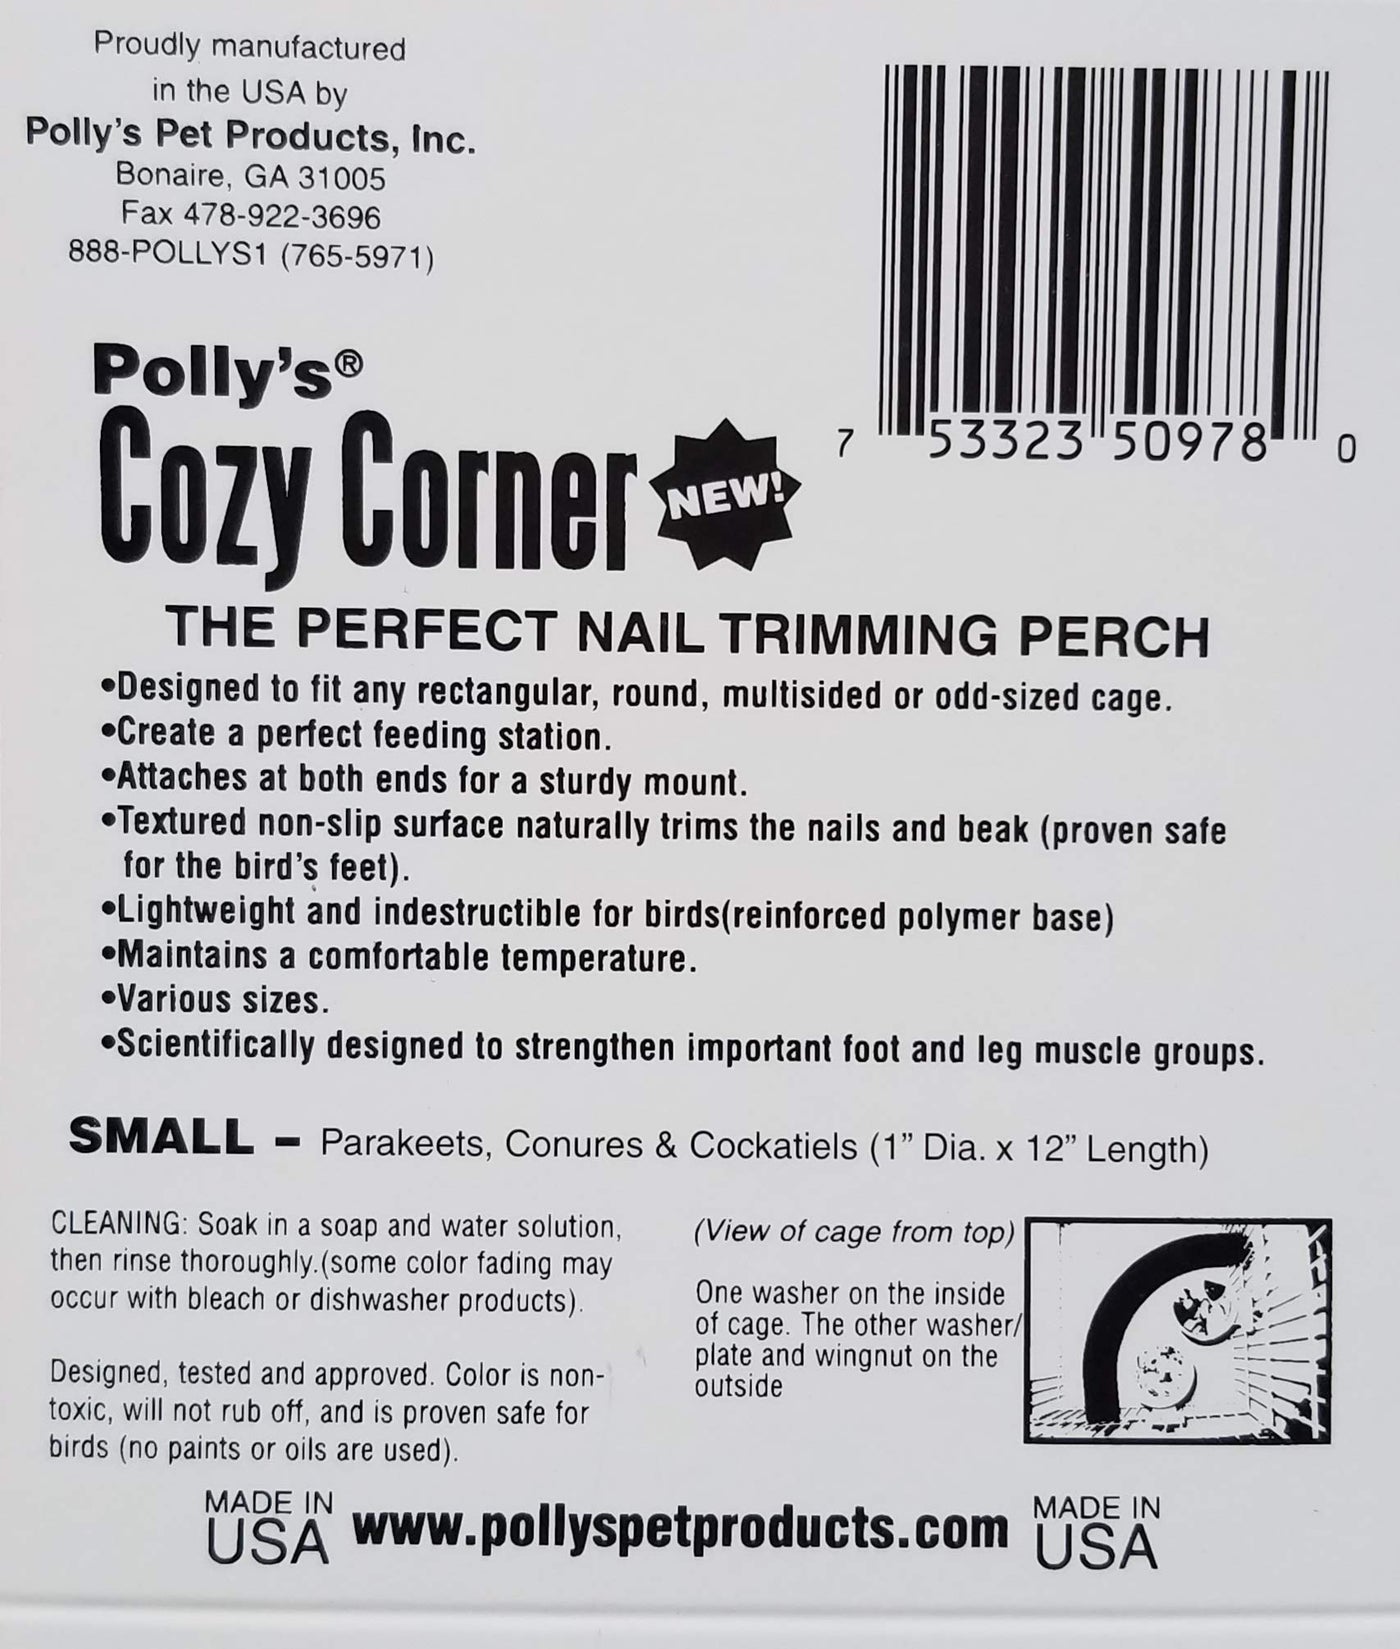 Proudly manufactured
in the USA by
Polly's Pet Products, Inc.
Bonaire, GA 31005
Fax 478-922-3696
888-POLLYS1 (765-5971)
7 53323 50978 0
Polly's®
Cozy Corner
NEW!
THE PERFECT NAIL TRIMMING PERCH
•Designed to fit any rectangular, round, multisided or odd-sized cage.
•Create a perfect feeding station.
•Attaches at both ends for a sturdy mount.
•Textured non-slip surface naturally trims the nails and beak (proven safe
for the bird's feet).
•Lightweight and indestructible for birds(reinforced polymer base)
•Maintains a comfortable temperature.
•Various sizes.
•Scientifically designed to strengthen important foot and leg muscle groups.
SMALL – Parakeets, Conures & Cockatiels (1” Dia. x 12” Length)
CLEANING: Soak in a soap and water solution,
then rinse thoroughly.(some color fading may
occur with bleach or dishwasher products).
Designed, tested and approved. Color is non-
toxic, will not rub off, and is proven safe for
birds (no paints or oils are used).
(View of cage from top)
One washer on the inside
of cage. The other washer/
plate and wingnut on the
outside
MADE IN
USA
www.pollyspetproducts.com
MADE IN
USA